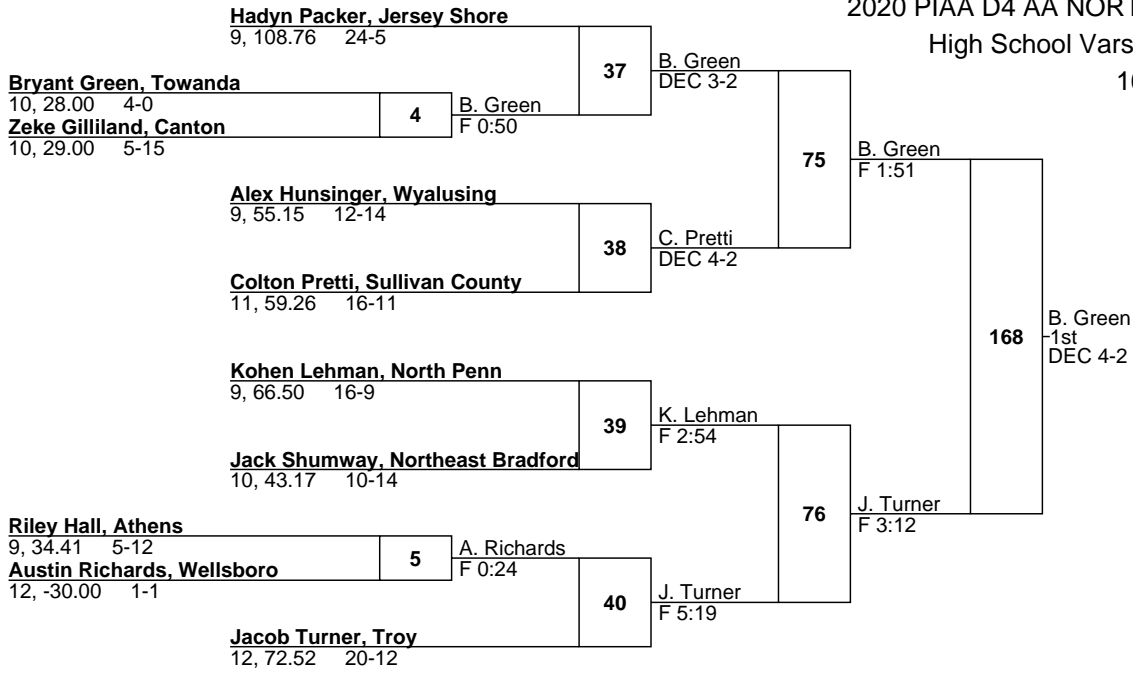 2020 PIAA D4 AA NORT
High School Vars
Hadyn Packer, Jersey Shore
9, 108.76 24-5
37
B. Green
DEC 3-2
Bryant Green, Towanda
10, 28.00 4-0
4
B. Green
F 0:50
Zeke Gilliland, Canton
10, 29.00 5-15
75
B. Green
F 1:51
Alex Hunsinger, Wyalusing
9, 55.15 12-14
38
C. Pretti
DEC 4-2
Colton Pretti, Sullivan County
11, 59.26 16-11
168
B. Green
1st
DEC 4-2
Kohen Lehman, North Penn
9, 66.50 16-9
39
K. Lehman
F 2:54
Jack Shumway, Northeast Bradford
10, 43.17 10-14
76
J. Turner
F 3:12
Riley Hall, Athens
9, 34.41 5-12
5
A. Richards
F 0:24
Austin Richards, Wellsboro
12, -30.00 1-1
40
J. Turner
F 5:19
Jacob Turner, Troy
12, 72.52 20-12